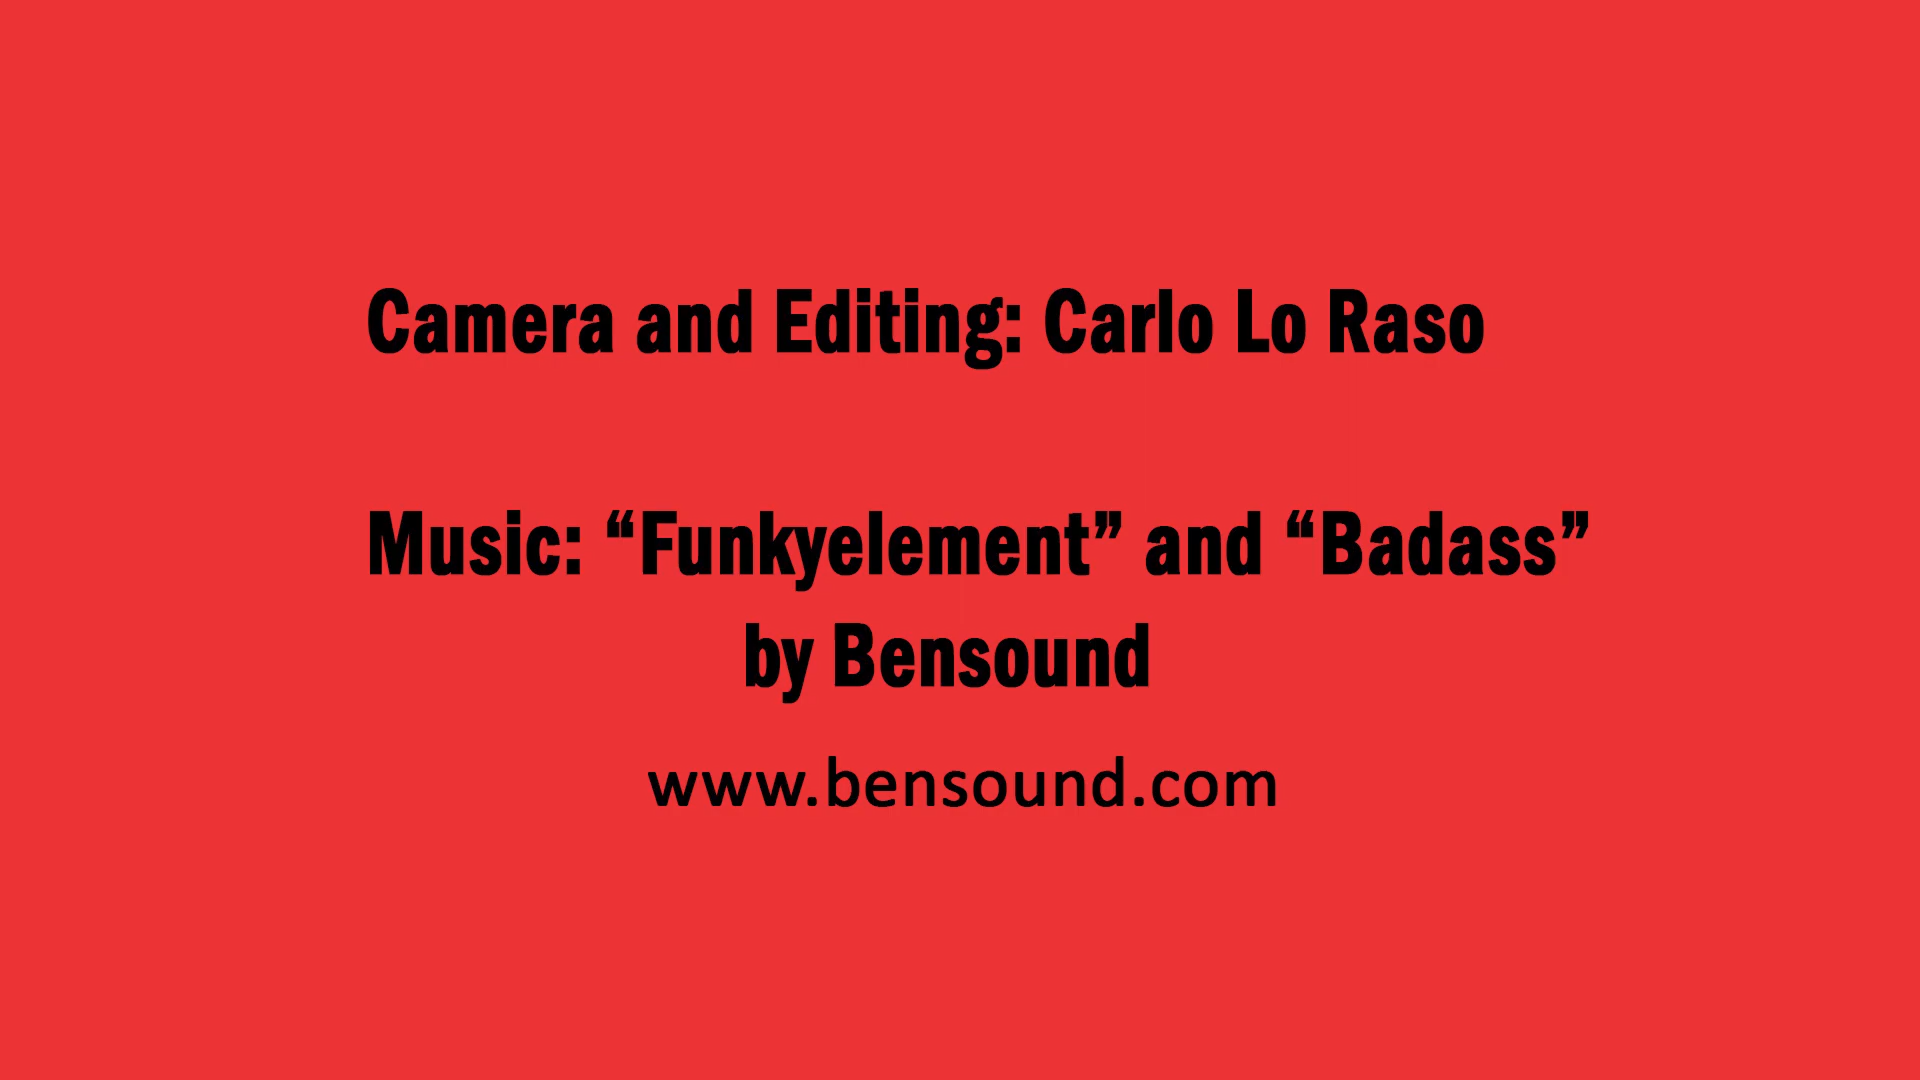 Camera and Editing: Carlo Lo Raso
Music: “Funkyelement” and “Badass”
by Bensound
www.bensound.com